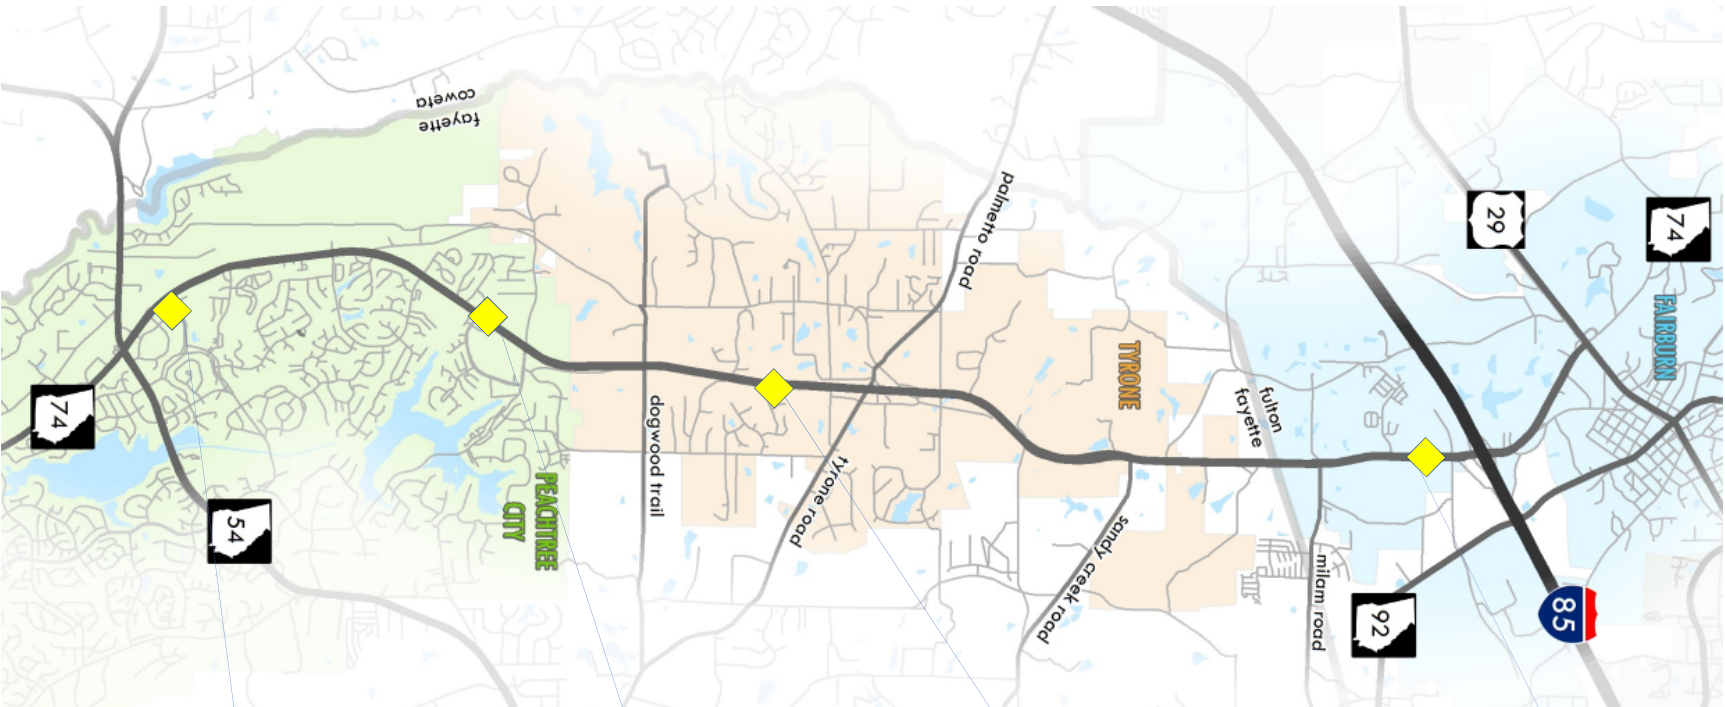 coweta
fayette
palmetto road
29
74
FAIRBURN
TYRONE
fulton
fayette
74
dogwood trail
tyrone road
PEACHTREE
CITY
54
sandy creek road
milam road
92
85